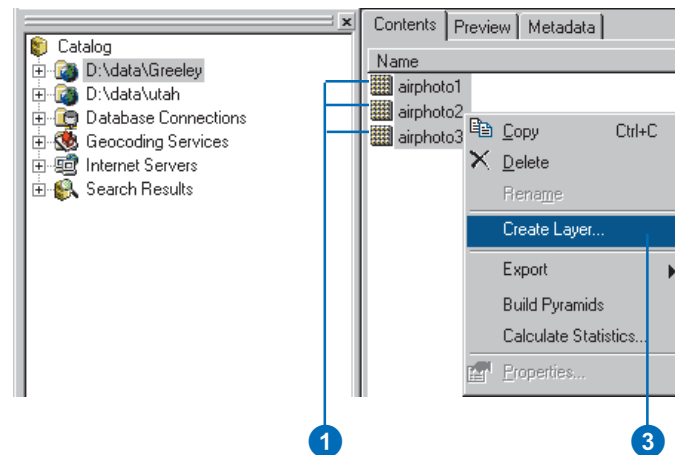 Catalog
D:\data\Greeley
D:\data\utah
Database Connections
Geocoding Services
Internet Servers
Search Results
Contents Preview Metadata
Name
airphoto1
airphoto2
airphoto3
Copy Ctrl+C
Delete
Rename
Create Layer...
Export
Build Pyramids
Calculate Statistics...
Properties...
1 3